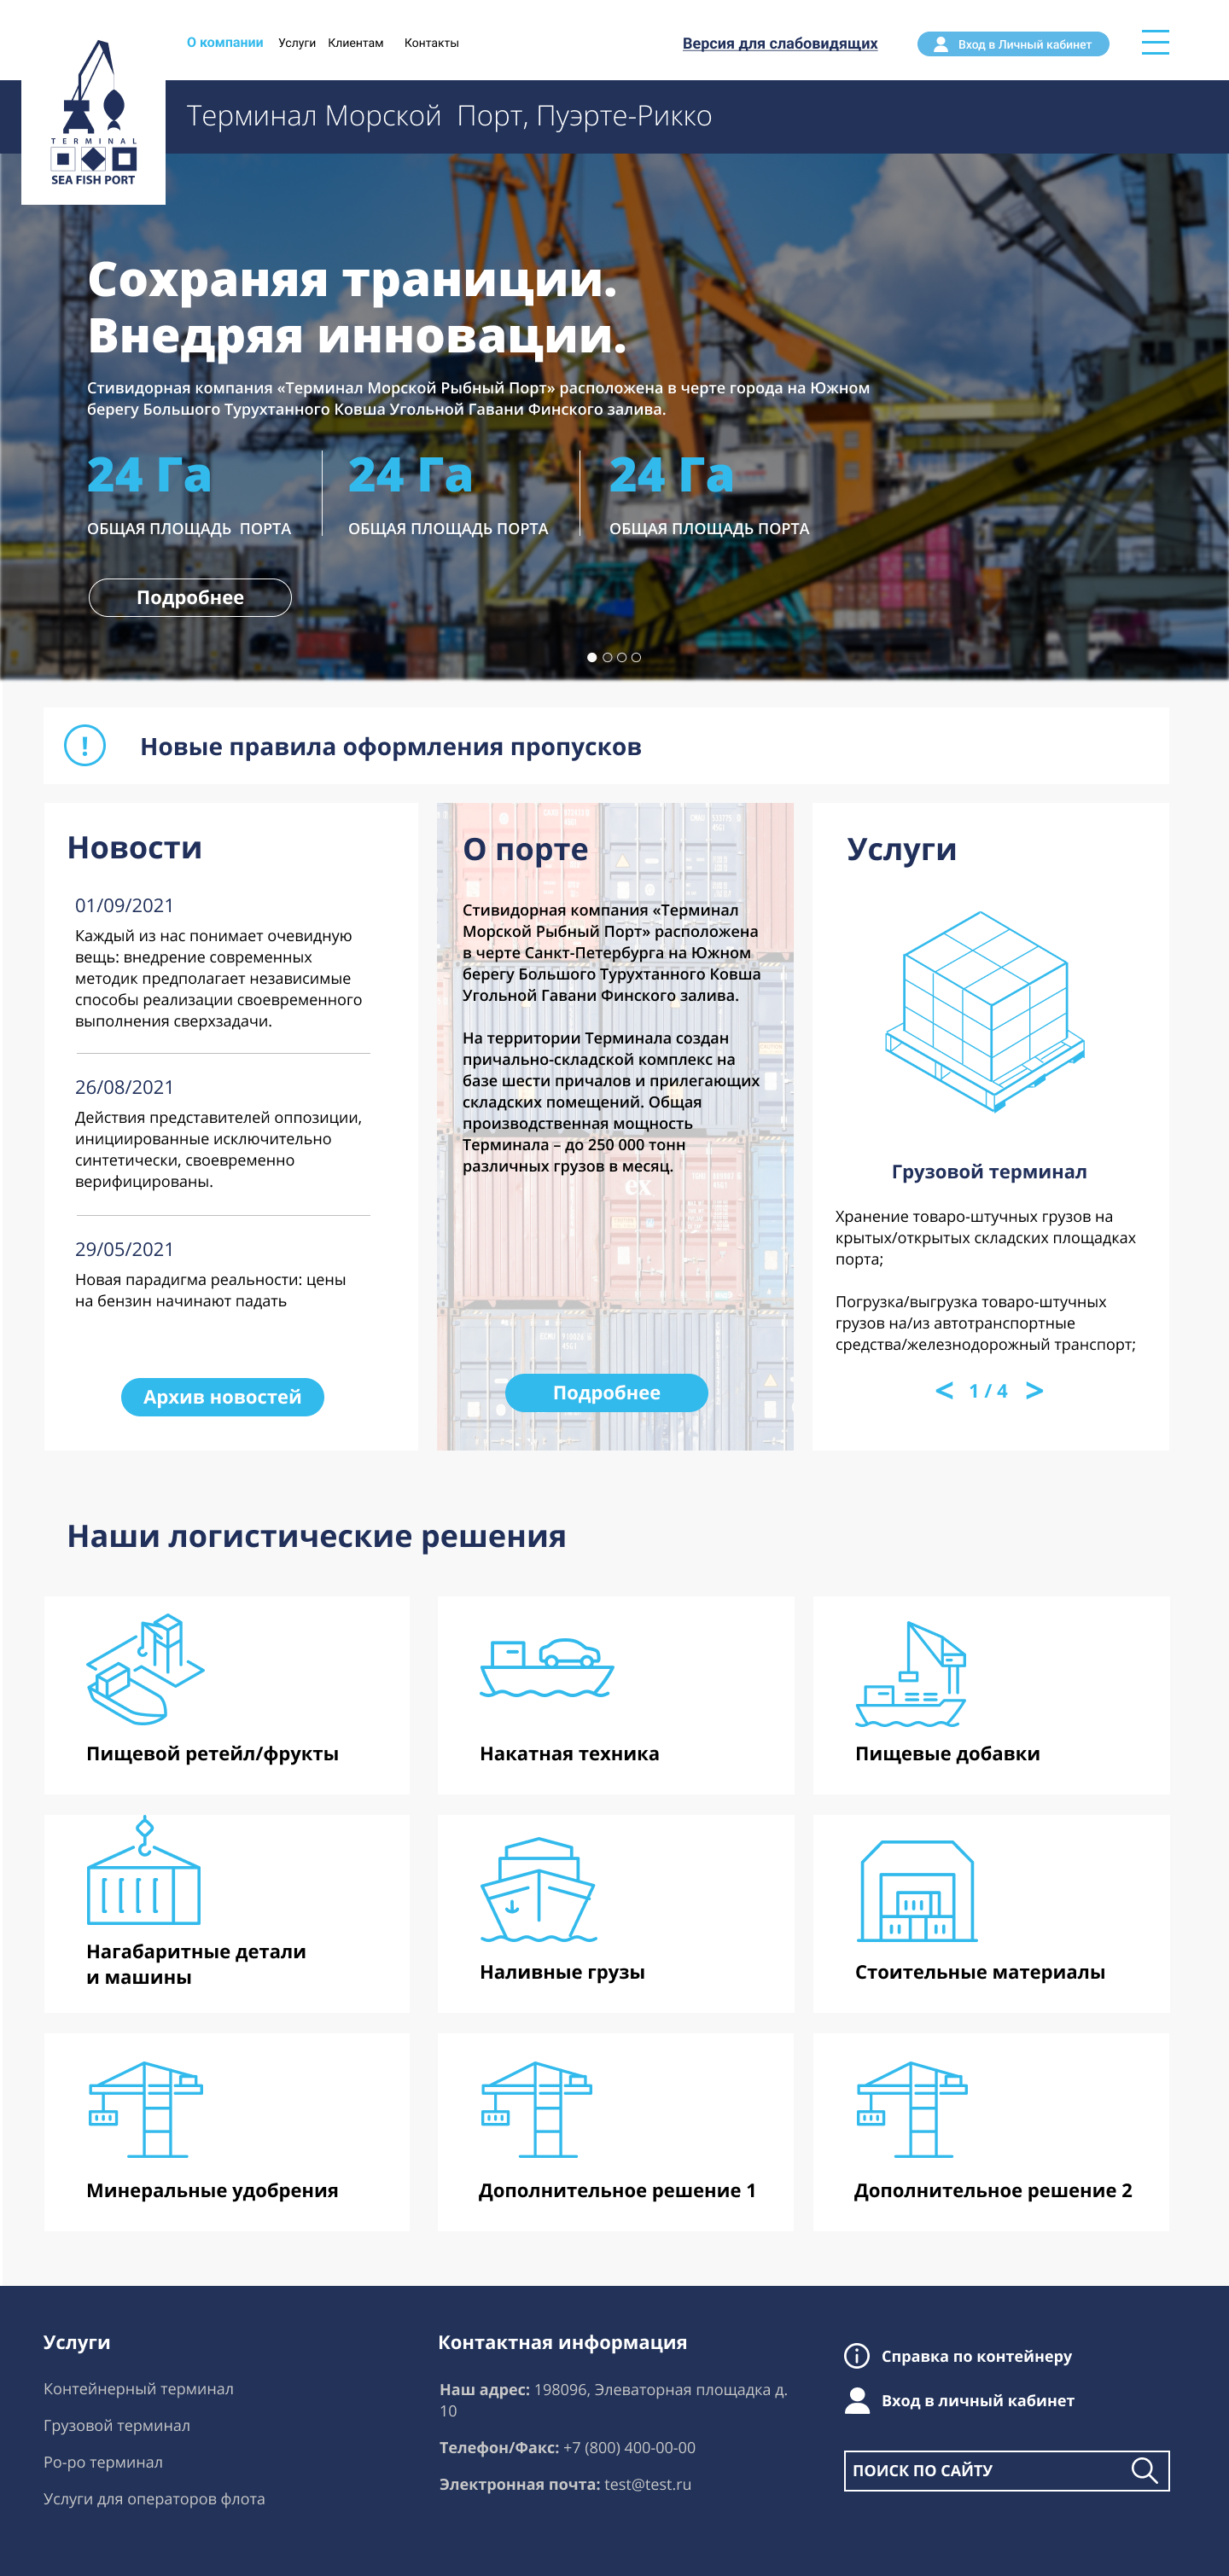 О компании
Услуги
Клиентам
Контакты
Версия для слабовидящих
Вход в Личный кабинет
TERMINAL
SEA FISH PORT
Терминал Морской Порт, Пуэрте-Рикко
Сохраняя траниции.
Внедряя инновации.
Стивидорная компания «Терминал Морской Рыбный Порт» расположена в черте города на Южном
берегу Большого Турухтанного Ковша Угольной Гавани Финского залива.
24 Га
24 Га
24 Га
ОБЩАЯ ПЛОЩАДЬ ПОРТА
ОБЩАЯ ПЛОЩАДЬ ПОРТА
ОБЩАЯ ПЛОЩАДЬ ПОРТА
Подробнее
!
Новые правила оформления пропусков
Новости
01/09/2021
Каждый из нас понимает очевидную
вещь: внедрение современных
методик предполагает независимые
способы реализации своевременного
выполнения сверхзадачи.
26/08/2021
Действия представителей оппозиции,
инициированные исключительно
синтетически, своевременно
верифицированы.
29/05/2021
Новая парадигма реальности: цены
на бензин начинают падать
Архив новостей
О порте
Стивидорная компания «Терминал
Морской Рыбный Порт» расположена
в черте Санкт-Петербурга на Южном
берегу Большого Турухтанного Ковша
Угольной Гавани Финского залива.
На территории Терминала создан
причально-складской комплекс на
базе шести причалов и прилегающих
складских помещений. Общая
производственная мощность
Терминала – до 250 000 тонн
различных грузов в месяц.
ex
Подробнее
Услуги
Грузовой терминал
Хранение товаро-штучных грузов на
крытых/открытых складских площадках
порта;
Погрузка/выгрузка товаро-штучных
грузов на/из автотранспортные
средства/железнодорожный транспорт;
< 1 / 4 >
Наши логистические решения
Пищевой ретейл/фрукты
Накатная техника
Пищевые добавки
Нагабаритные детали
и машины
Наливные грузы
Стоительные материалы
Минеральные удобрения
Дополнительное решение 1
Дополнительное решение 2
Услуги
Контейнерный терминал
Грузовой терминал
Ро-ро терминал
Услуги для операторов флота
Контактная информация
Наш адрес: 198096, Элеваторная площадка д.
10
Телефон/Факс: +7 (800) 400-00-00
Электронная почта: test@test.ru
Справка по контейнеру
Вход в личный кабинет
ПОИСК ПО САЙТУ